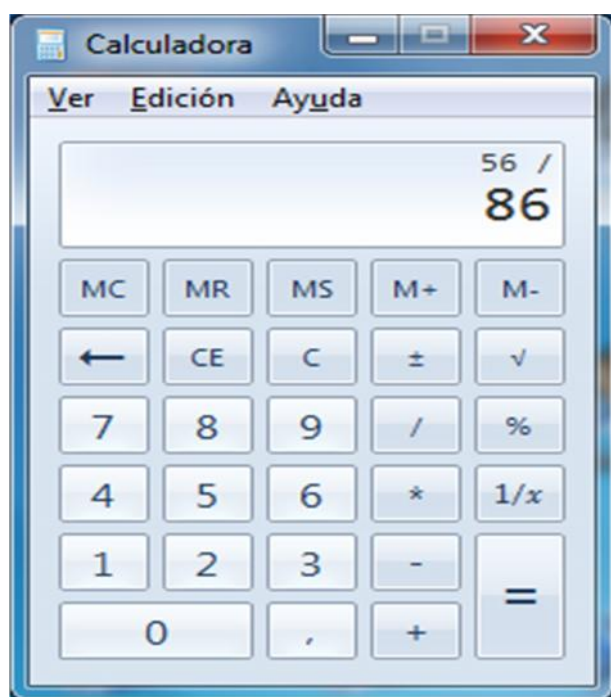 Calculadora
Ver Edición Ayuda
56 /
86
MC MR MS M+ M-
← CE C ± √
7 8 9 / %
4 5 6 * 1/x
1 2 3 -
=
0 , +